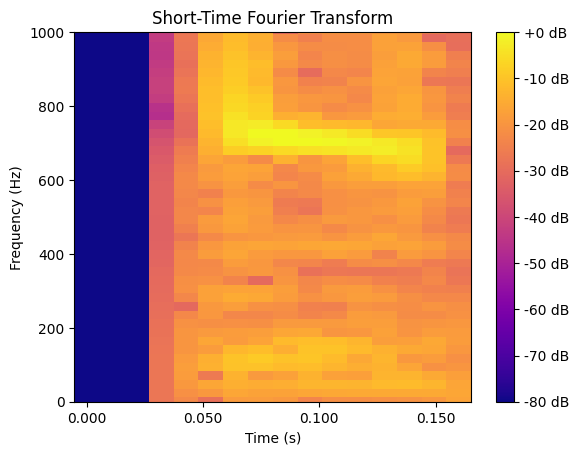 Short-Time Fourier Transform
1000
800
600
400
200
0
Frequency (Hz)
0.000
0.050
0.100
0.150
Time (s)
+0 dB
-10 dB
-20 dB
-30 dB
-40 dB
-50 dB
-60 dB
-70 dB
-80 dB